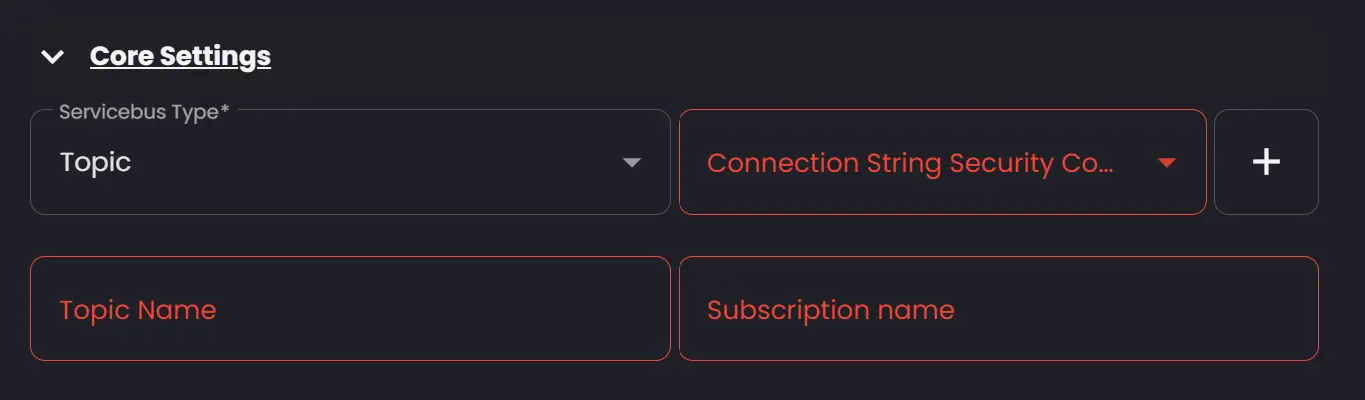 Core Settings
Servicebus Type*
Topic
Connection String Security Co...
Topic Name
Subscription name